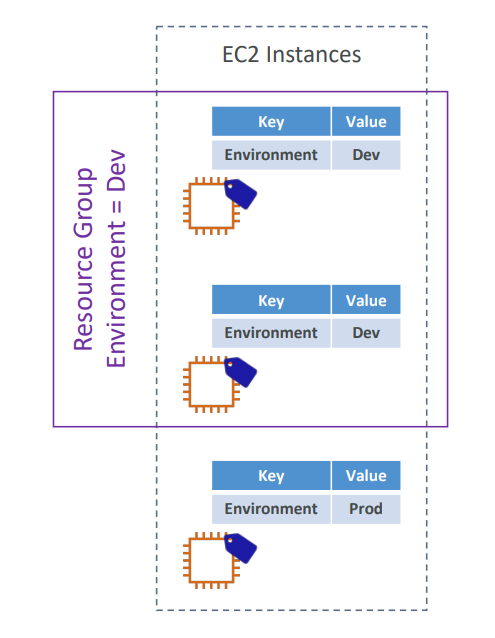 EC2 Instances
Resource Group
Environment = Dev
Key Value
Environment Dev
Key Value
Environment Dev
Key Value
Environment Prod